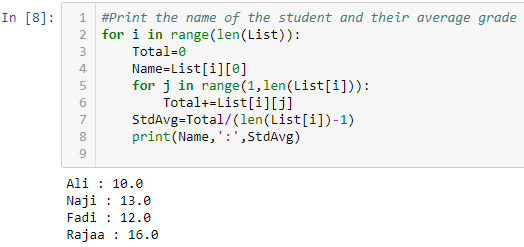 In [8]:
1 #Print the name of the student and their average grade
2 for i in range(len(List)):
3     Total=0
4     Name=List[i][0]
5     for j in range(1,len(List[i])):
6         Total+=List[i][j]
7     StdAvg=Total/(len(List[i])-1)
8     print(Name,':',StdAvg)
9
Ali : 10.0
Naji : 13.0
Fadi : 12.0
Rajaa : 16.0